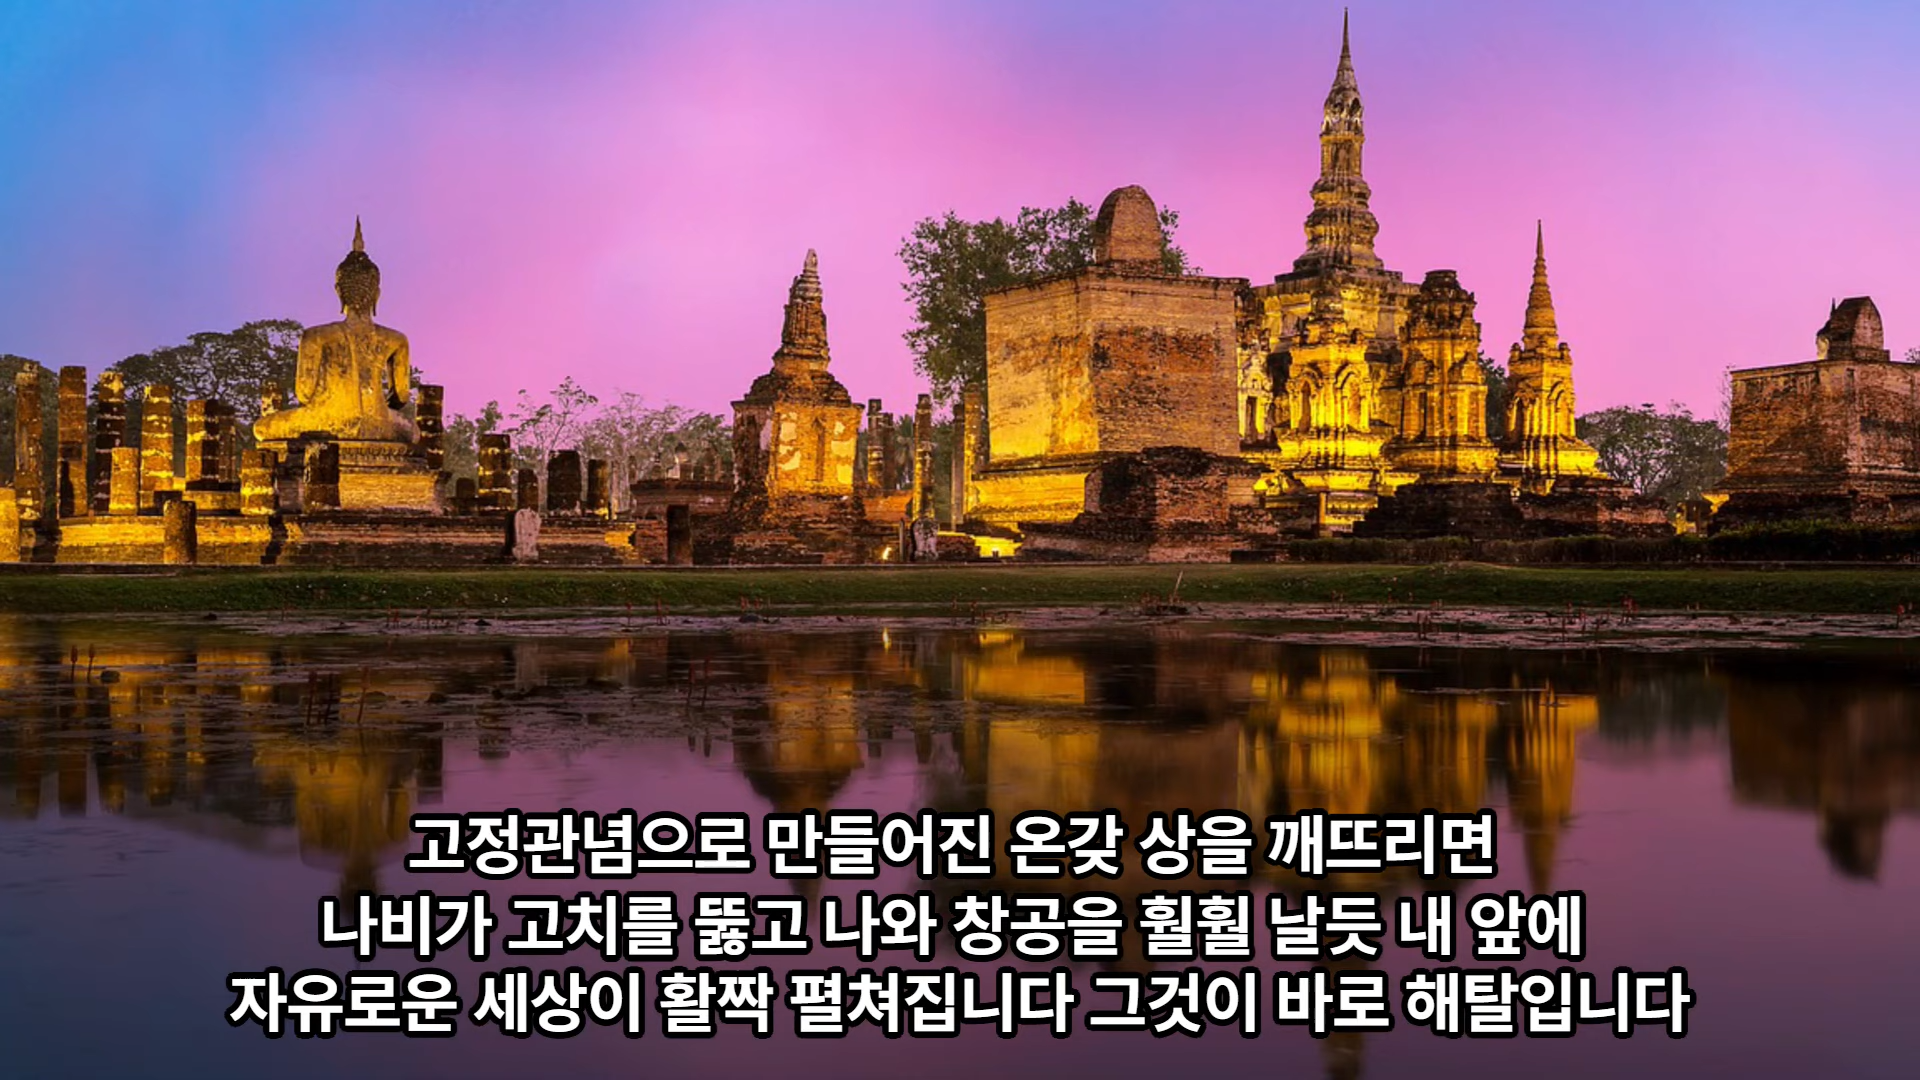 고정관념으로 만들어진 온갖 상을 깨뜨리면
나비가 고치를 뚫고 나와 창공을 훨훨 날듯 내 앞에
자유로운 세상이 활짝 펼쳐집니다 그것이 바로 해탈입니다